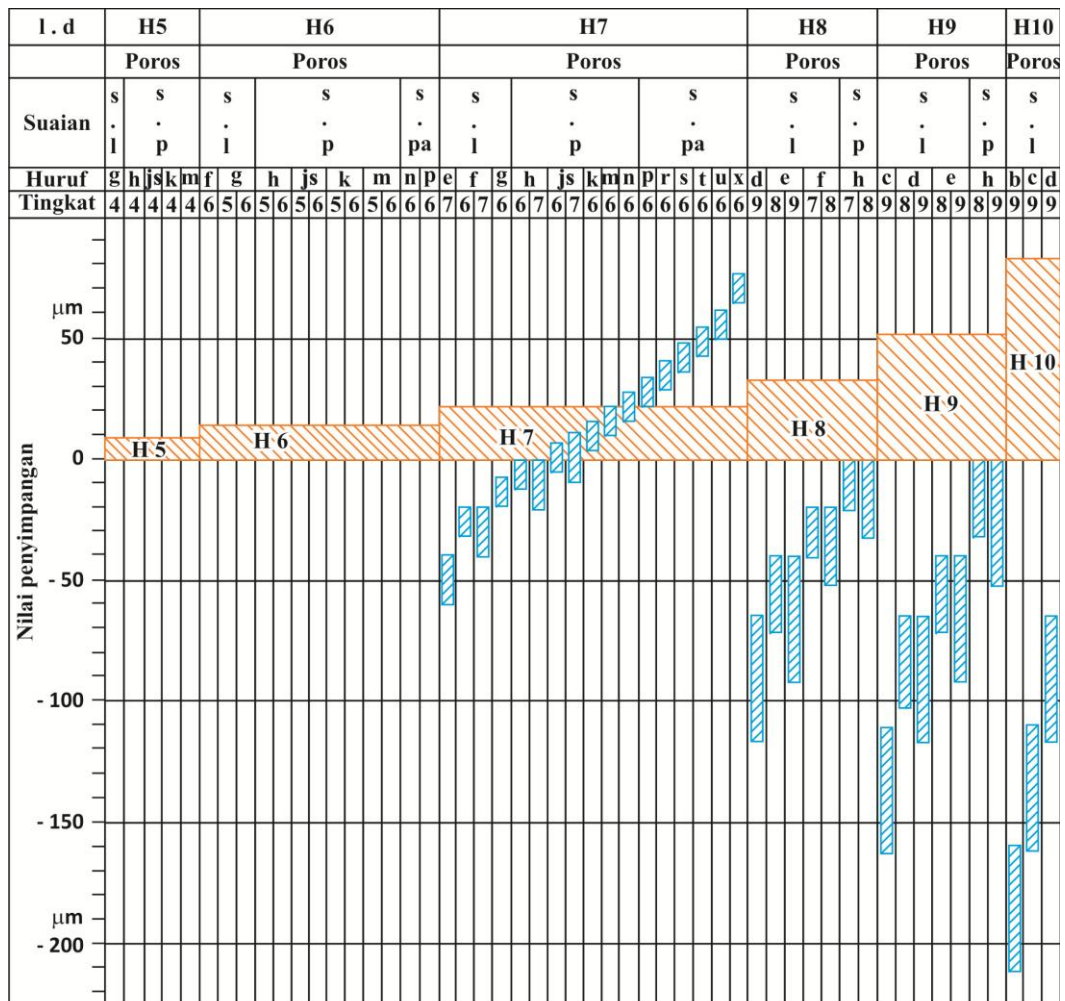 l . d H5 H6 H7 H8 H9 H10
Poros Poros Poros Poros Poros Poros
Suaian s . l s . p s . l s . p s . pa s . l s . p s . pa s . l s . p s . l s . p s . l
Huruf g h js k m f g h js k m n p e f g h js k m n p r s t u x d e f h c d e h b c d
Tingkat 4 4 4 4 4 6 5 6 5 6 5 6 5 6 5 6 6 6 7 6 7 6 6 7 6 7 6 6 6 6 6 6 6 6 6 9 8 9 7 8 7 8 9 8 9 8 9 8 9 9 9 9
µm
50
H 10
H 9
H 8
H 7
H 6
H 5
0
- 50
Nilai penyimpangan
- 100
- 150
µm
- 200